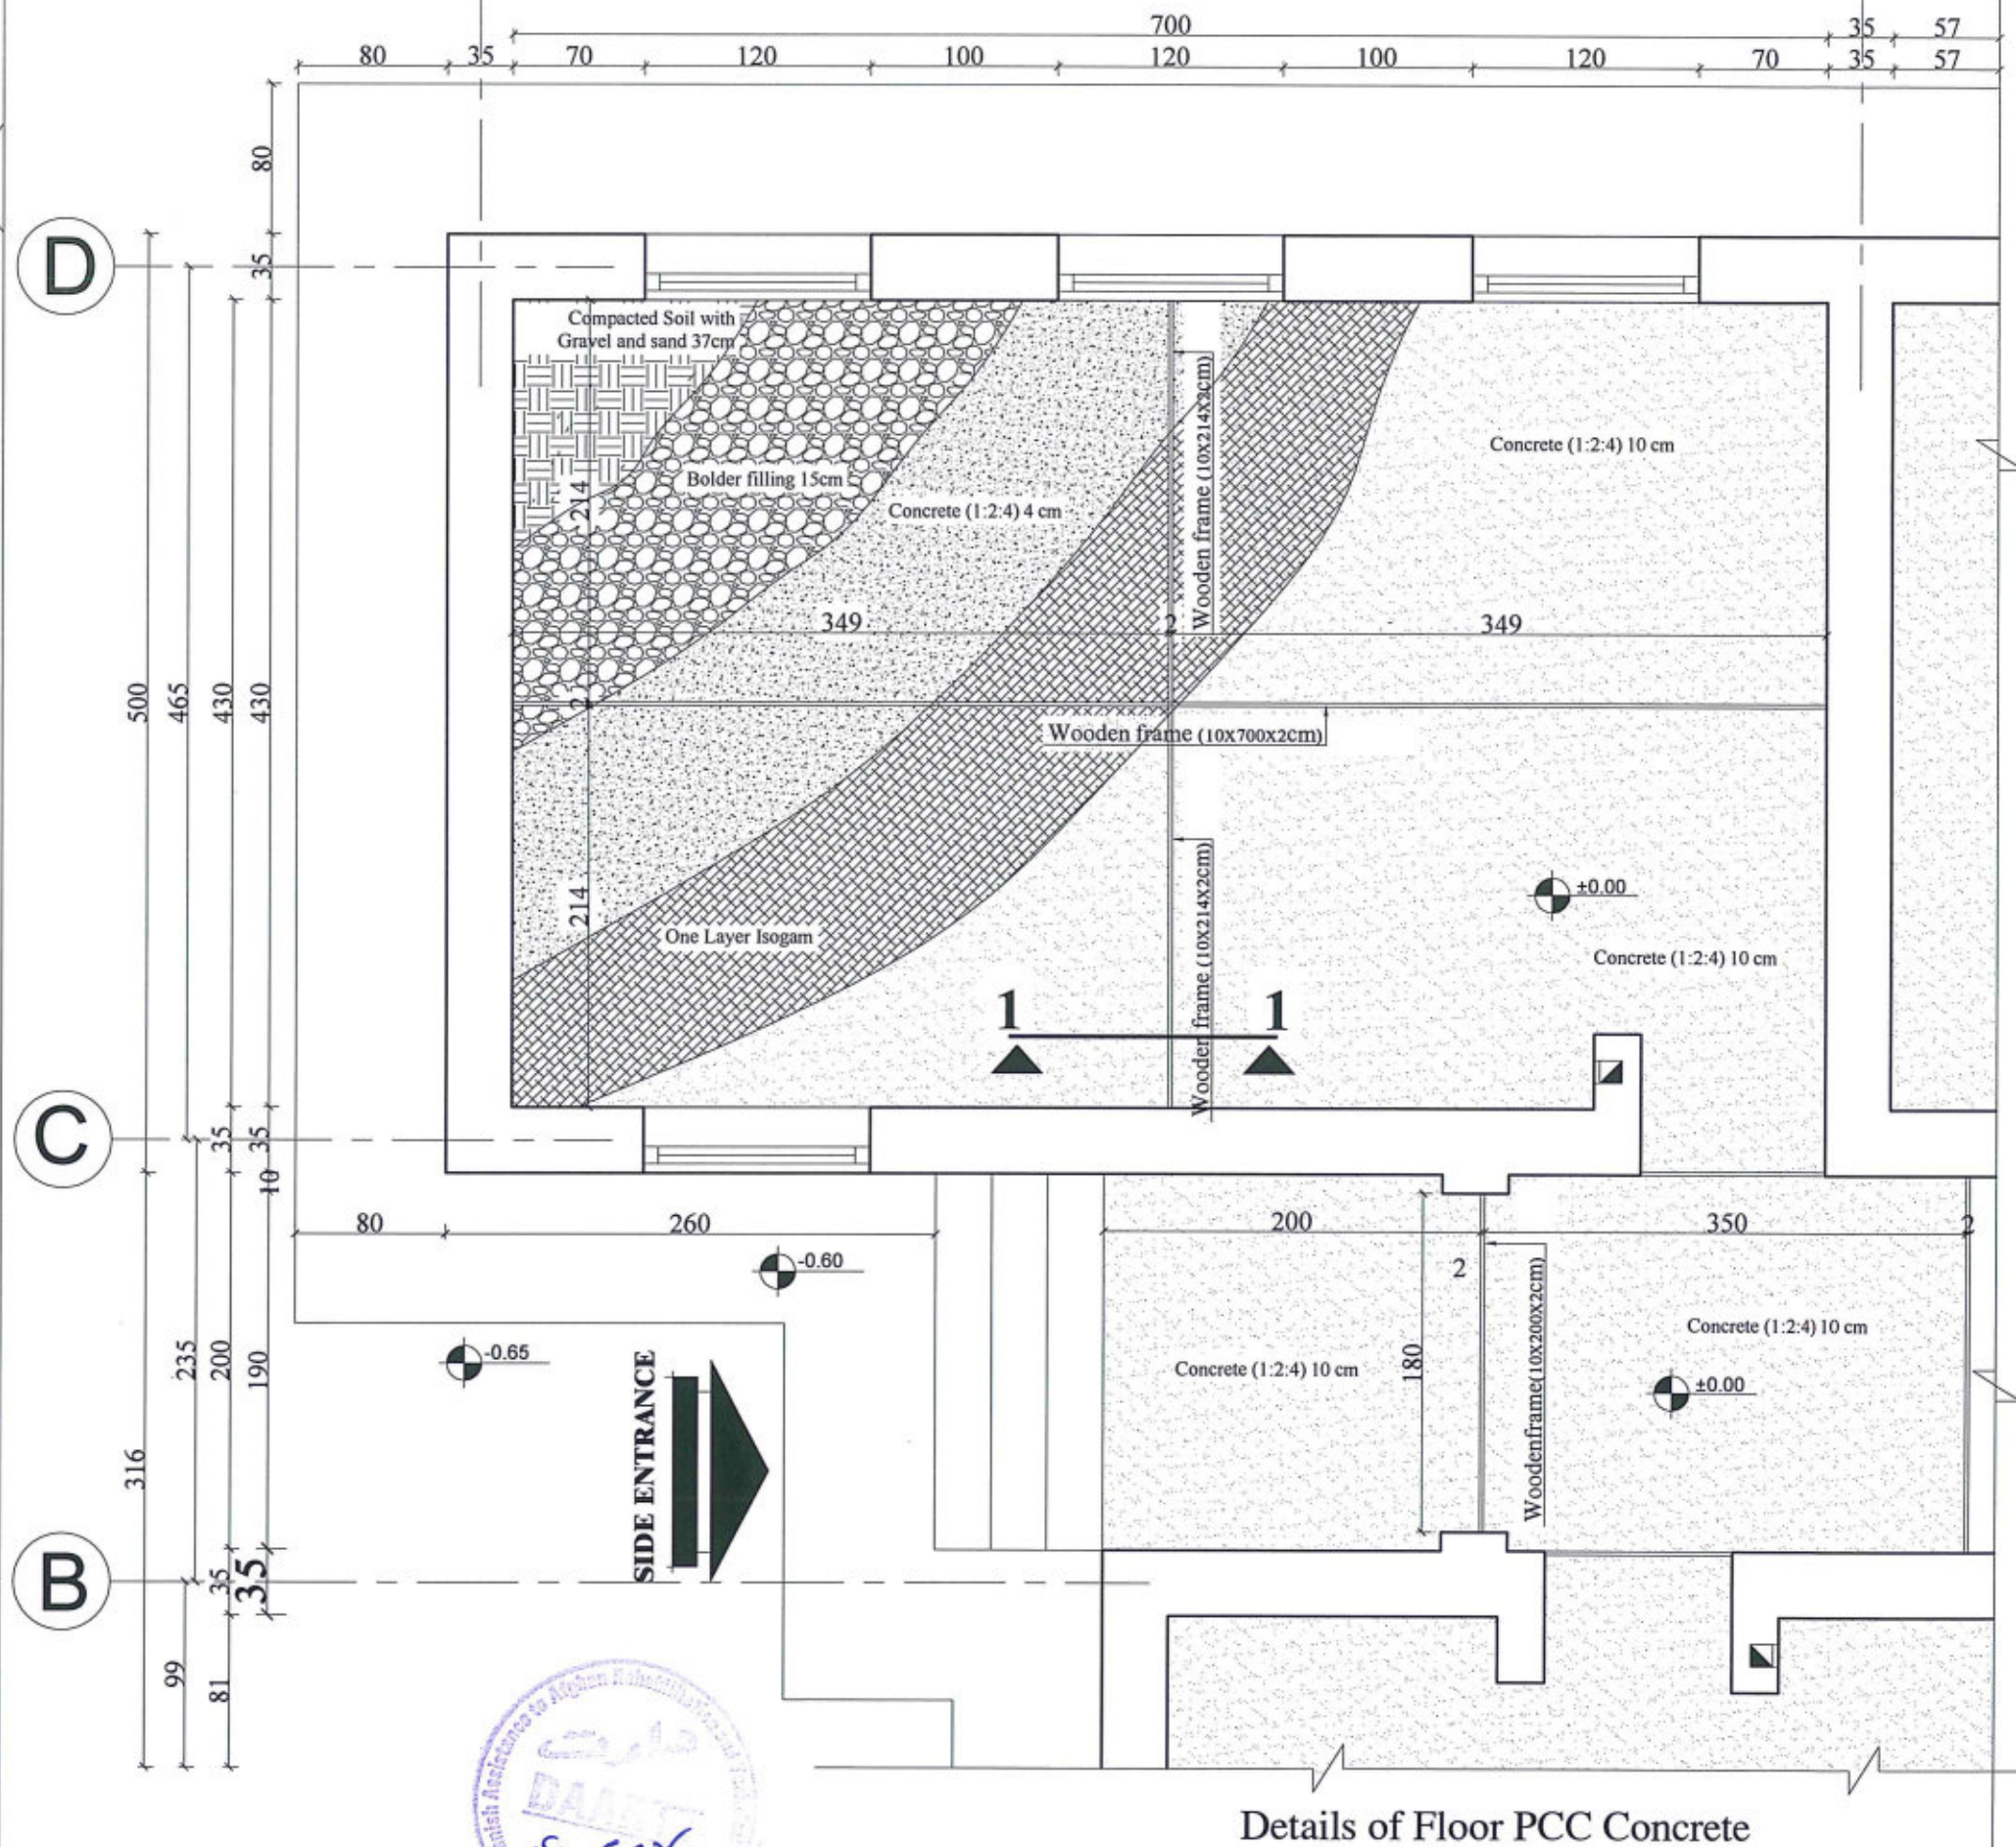 700
35
57
80
35
70
120
100
120
100
120
70
35
57
80
D
35
Compacted Soil with
Gravel and sand 37cm
Wooden frame (10x214x2cm)
Concrete (1:2:4) 10 cm
Bolder filling 15cm
214
Concrete (1:2:4) 4 cm
349
2
349
500
465
430
430
2
Wooden frame (10x700x2cm)
±0.00
214
One Layer Isogam
Concrete (1:2:4) 10 cm
Wooden frame (10x214x2cm)
1
1
C
35
35
10
80
260
200
350
2
-0.60
2
Woodenframe(10x200x2cm)
Concrete (1:2:4) 10 cm
-0.65
SIDE ENTRANCE
235
200
190
180
Concrete (1:2:4) 10 cm
±0.00
316
B
35
35
99
81
DAA
Details of Floor PCC Concrete